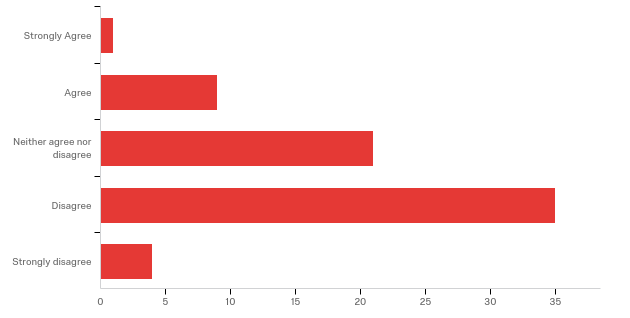 Strongly Agree
Agree
Neither agree nor
disagree
Disagree
Strongly disagree
0 5 10 15 20 25 30 35